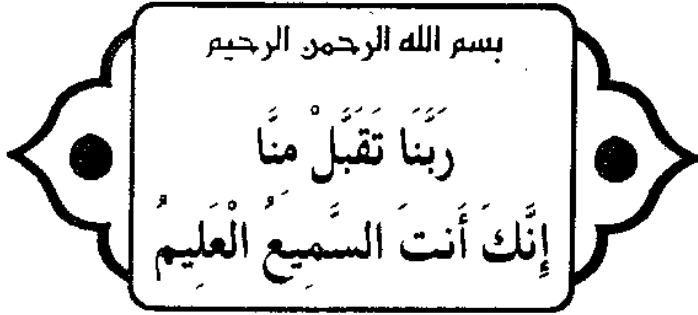 بسم الله الرحمن الرحيم
رَبَّنَا تَقَبَّلْ مِنَّا
إِنَّكَ أَنتَ السَّمِيعُ الْعَلِيمُ